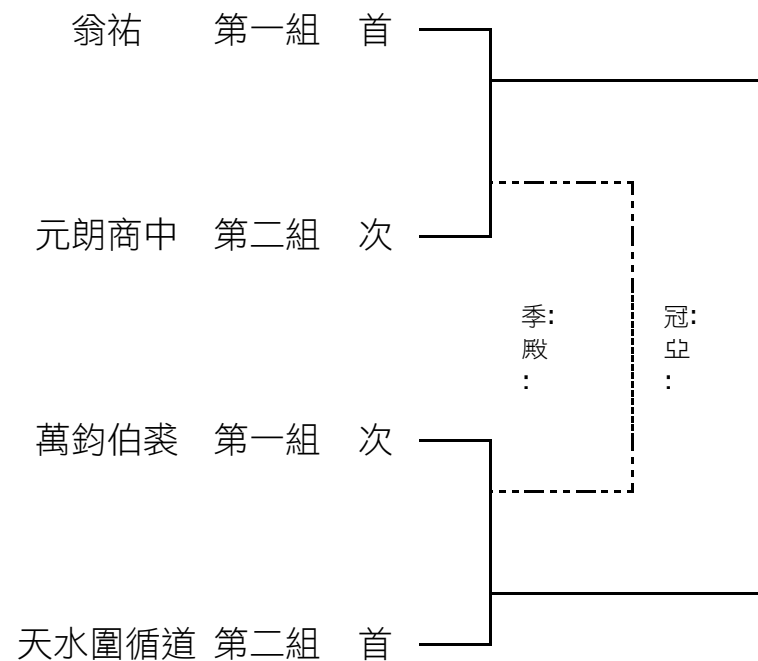 翁祐 第一組 首
元朗商中 第二組 次
季: 冠:
殿 亞
: :
萬鈞伯裘 第一組 次
天水圍循道 第二組 首